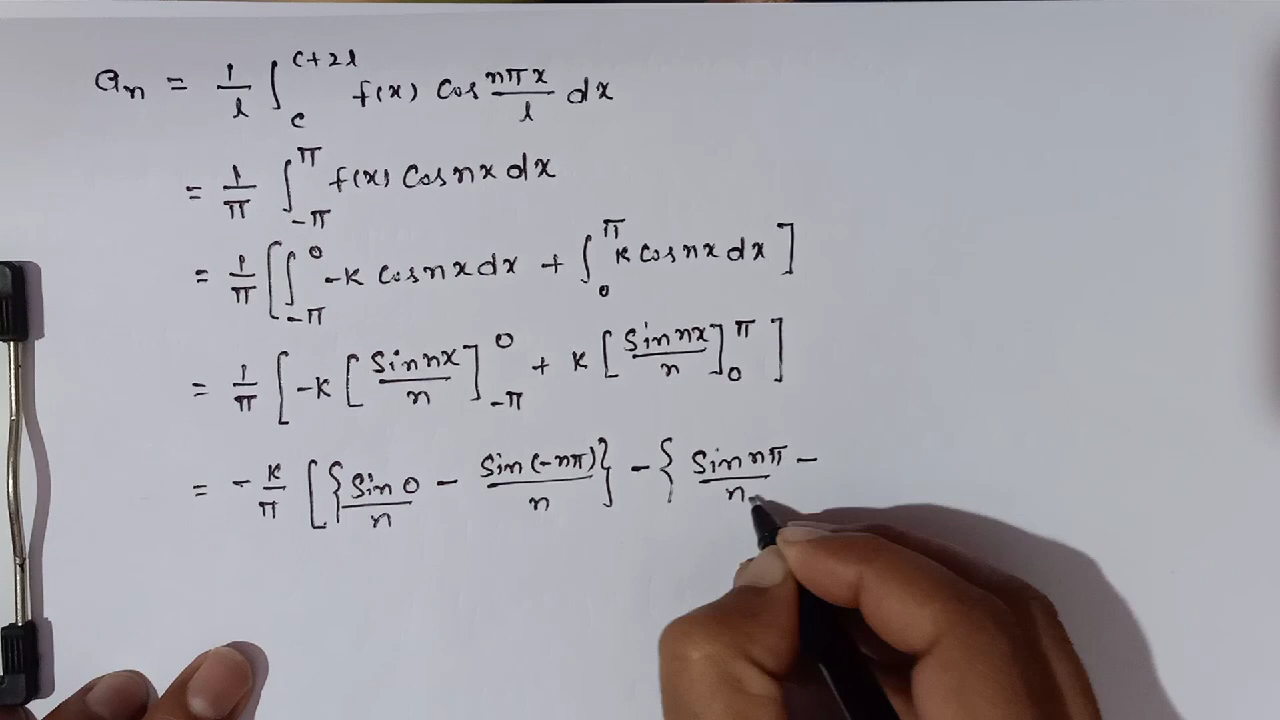 aₙ = 1/l ∫_c^{c+2l} f(x) cos nπx/l dx
= 1/π ∫_{-π}^{π} f(x) cos nx dx
= 1/π [∫_{-π}^{0} -k cos nx dx + ∫_0^π k cos nx dx]
= 1/π [-k [sin nx/n]_{-π}^{0} + k [sin nx/n]_0^π]
= -k/π [{sin 0/n - sin(-nπ)/n} - {sin nπ/n -